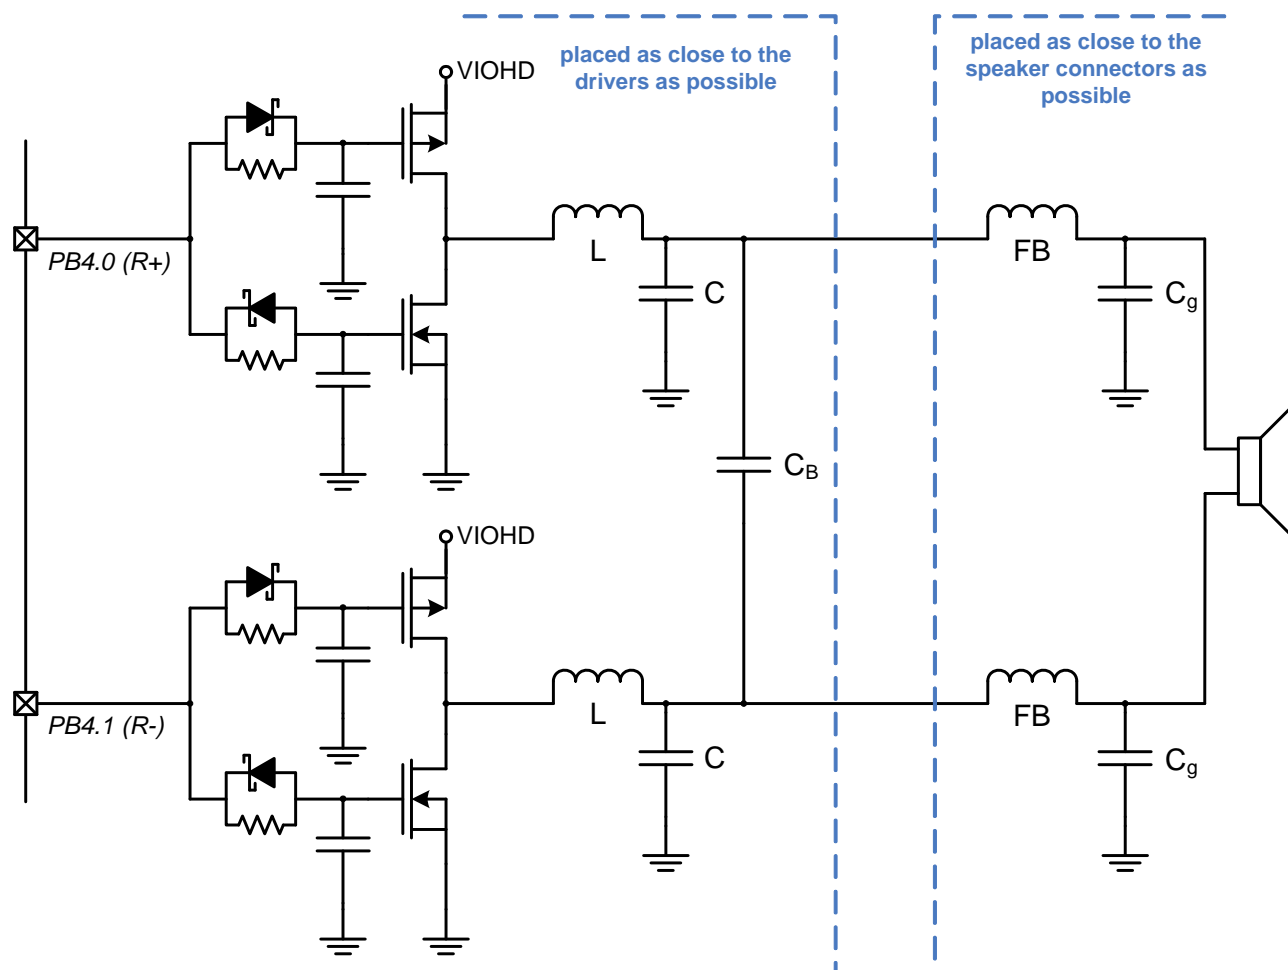 placed as close to the
drivers as possible
placed as close to the
speaker connectors as
possible
VIOHD
PB4.0 (R+)
L
C
FB
Cg
CB
VIOHD
PB4.1 (R-)
L
C
FB
Cg